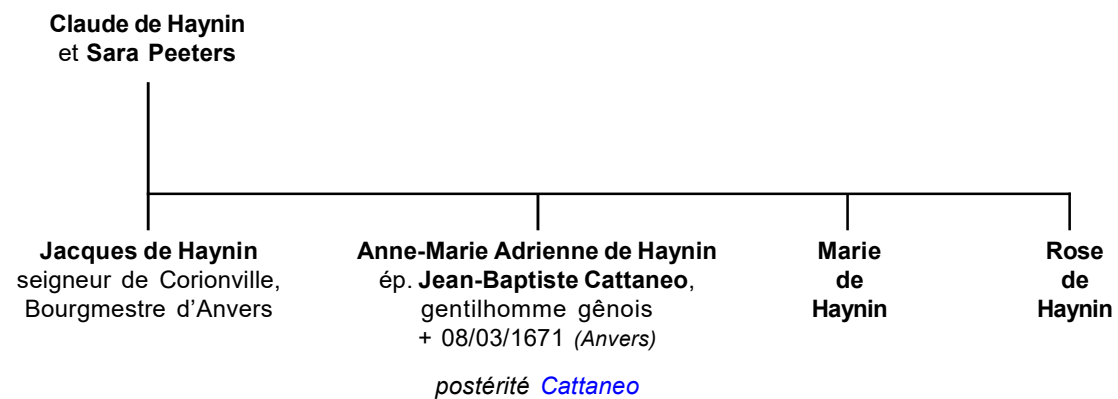 Claude de Haynin
et Sara Peeters
Jacques de Haynin
seigneur de Corionville,
Bourgmestre d’Anvers
Anne-Marie Adrienne de Haynin
ép. Jean-Baptiste Cattaneo,
gentilhomme gênois
+ 08/03/1671 (Anvers)
postérité Cattaneo
Marie
de
Haynin
Rose
de
Haynin